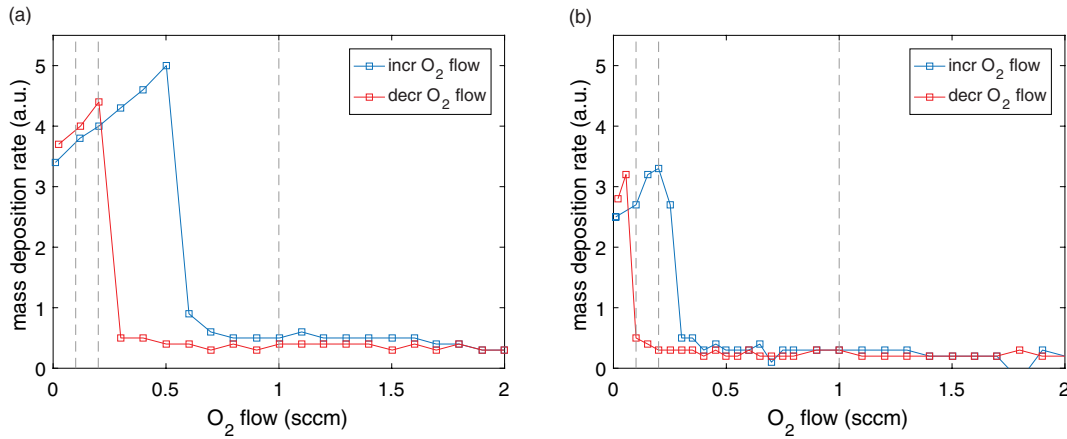 (a)
mass deposition rate (a.u.)
5
4
3
2
1
0
incr O₂ flow
decr O₂ flow
0
0.5
1
1.5
2
O₂ flow (sccm)
(b)
mass deposition rate (a.u.)
5
4
3
2
1
0
incr O₂ flow
decr O₂ flow
0
0.5
1
1.5
2
O₂ flow (sccm)